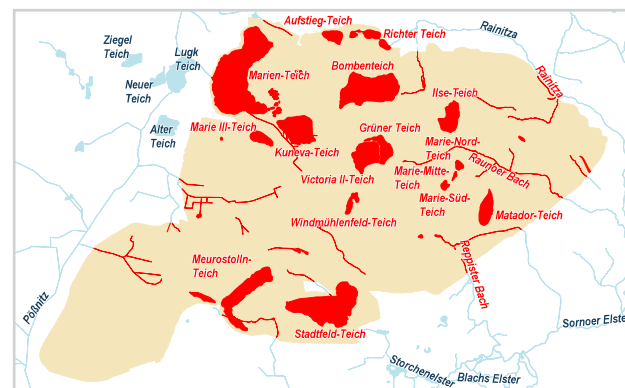 Aufstieg-Teich
Richter Teich
Rainitza
Ziegel
Teich
Lugk
Teich
Neuer
Teich
Marien-Teich
Bombenteich
Rainitza
Ilse-Teich
Alter
Teich
Marie III-Teich
Kuneva-Teich
Grüner Teich
Marie-Nord-
Teich
Raunoer Bach
Victoria II-Teich
Marie-Mitte-
Teich
Marie-Süd-
Teich
Matador-Teich
Windmühlenfeld-Teich
Meurostolln-
Teich
Reppister Bach
Pößnitz
Stadtfeld-Teich
Sornoer Elster
Storchenelster
Blachs Elster